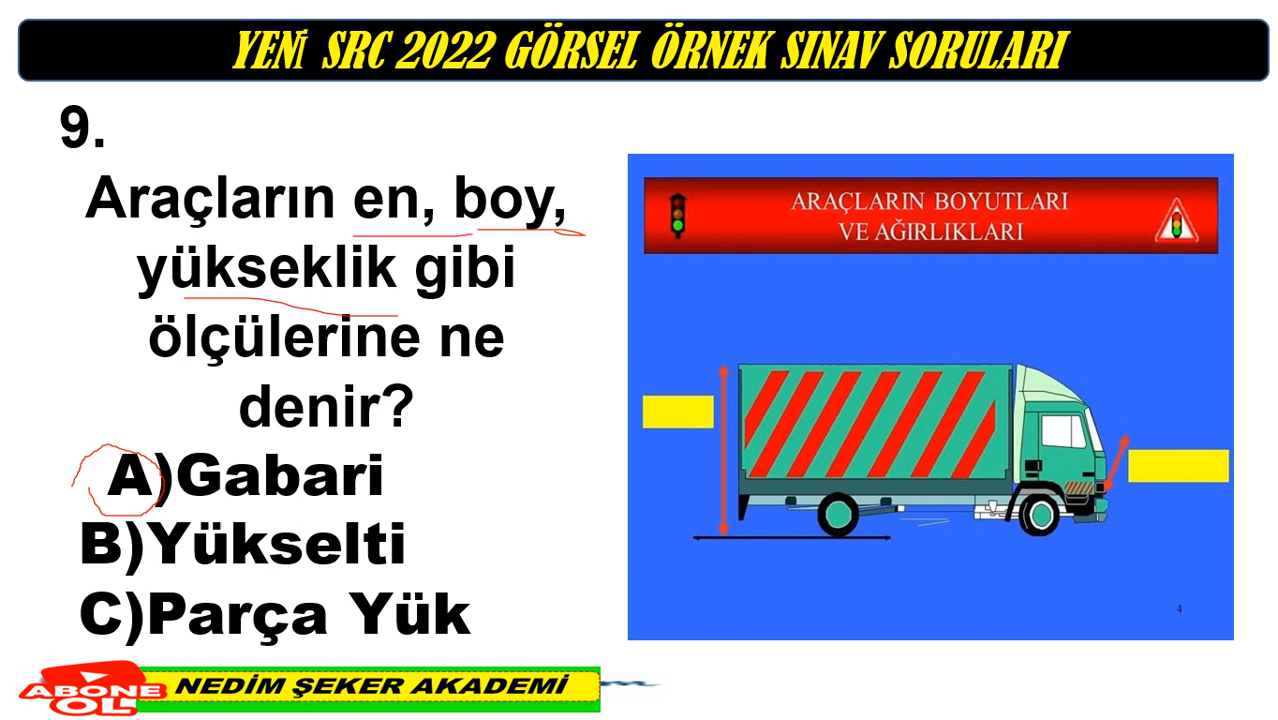 YENİ SRC 2022 GÖRSEL ÖRNEK SINAV SORULARI
9.
Araçların en, boy,
yükseklik gibi
ölçülerine ne
denir?
A)Gabari
B)Yükselti
C)Parça Yük
ARAÇLARIN BOYUTLARI
VE AĞIRLIKLARI
4
ABONE
OL
NEDİM ŞEKER AKADEMİ